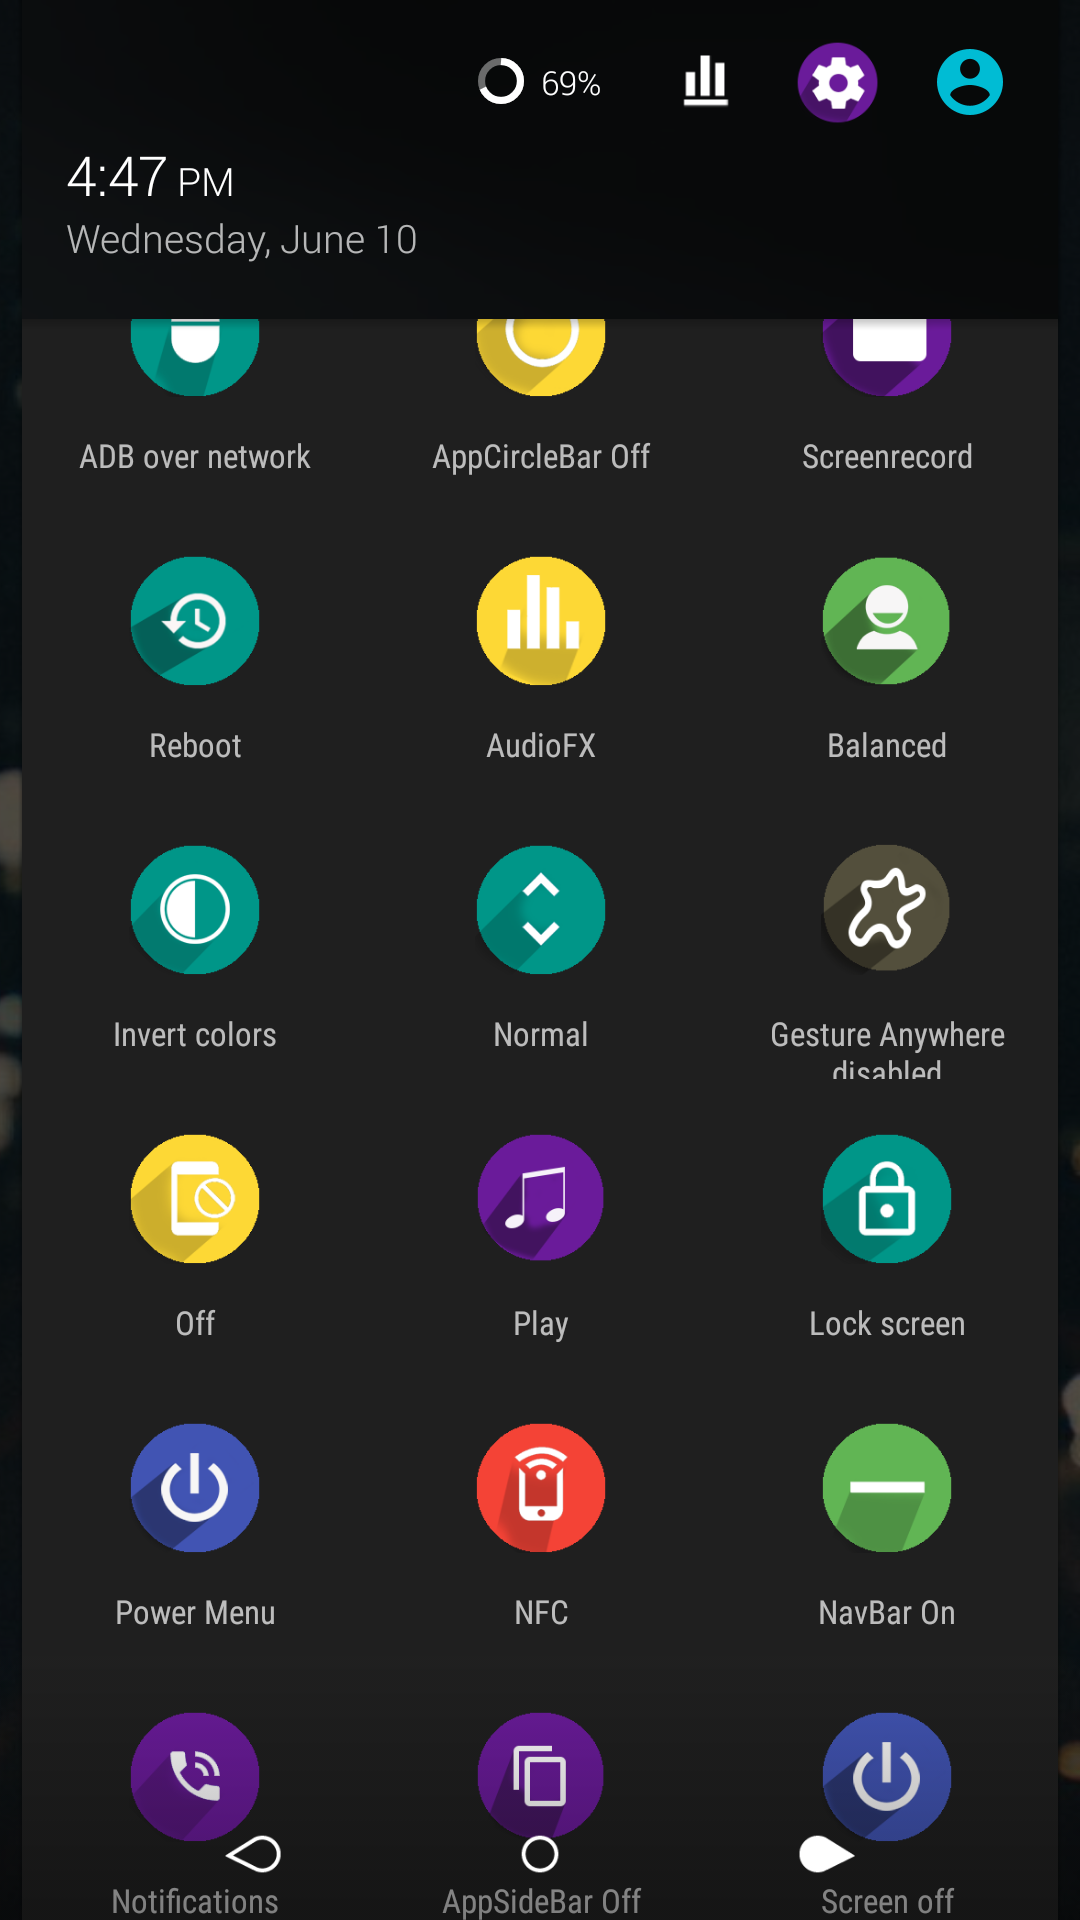 69%
4:47 PM
Wednesday, June 10
ADB over network
AppCircleBar Off
Screenrecord
Reboot
AudioFX
Balanced
Invert colors
Normal
Gesture Anywhere
disabled
Off
Play
Lock screen
Power Menu
NFC
NavBar On
Notifications
AppSideBar Off
Screen off